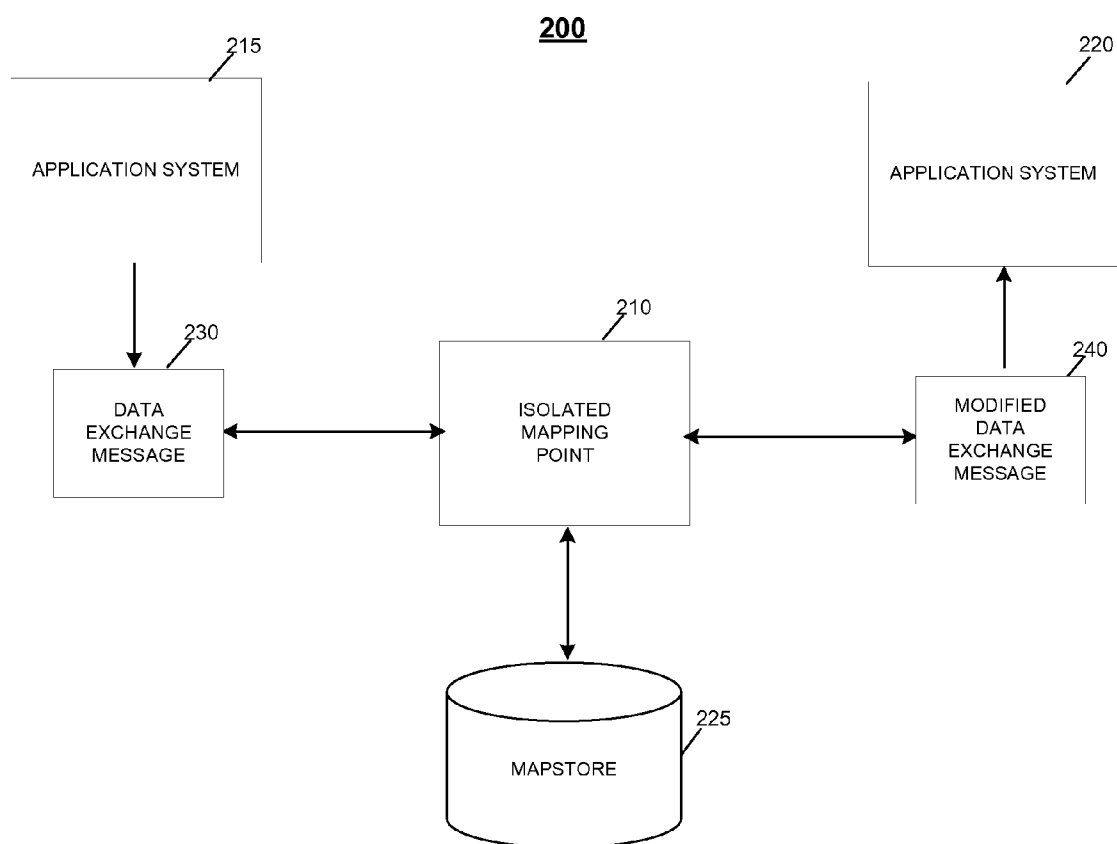 200
215
220
APPLICATION SYSTEM
APPLICATION SYSTEM
230
210
240
DATA
EXCHANGE
MESSAGE
ISOLATED
MAPPING
POINT
MODIFIED
DATA
EXCHANGE
MESSAGE
225
MAPSTORE